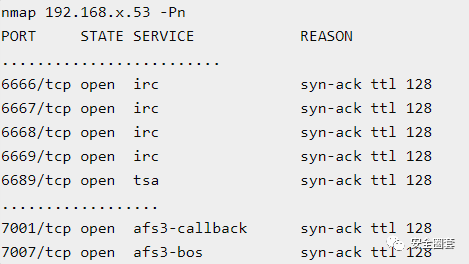 nmap 192.168.x.53 -Pn
PORT STATE SERVICE REASON
.........................
6666/tcp open irc syn-ack ttl 128
6667/tcp open irc syn-ack ttl 128
6668/tcp open irc syn-ack ttl 128
6669/tcp open irc syn-ack ttl 128
6689/tcp open tsa syn-ack ttl 128
..................
7001/tcp open afs3-callback syn-ack ttl 128
7007/tcp open afs3-bos syn-ack ttl 128
安全圈套